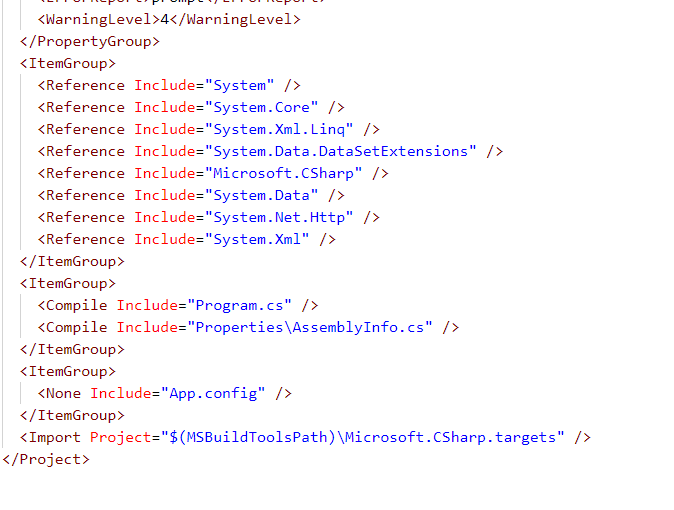 <ErrorReport>prompt</ErrorReport>
<WarningLevel>4</WarningLevel>
</PropertyGroup>
<ItemGroup>
<Reference Include="System" />
<Reference Include="System.Core" />
<Reference Include="System.Xml.Linq" />
<Reference Include="System.Data.DataSetExtensions" />
<Reference Include="Microsoft.CSharp" />
<Reference Include="System.Data" />
<Reference Include="System.Net.Http" />
<Reference Include="System.Xml" />
</ItemGroup>
<ItemGroup>
<Compile Include="Program.cs" />
<Compile Include="Properties\AssemblyInfo.cs" />
</ItemGroup>
<ItemGroup>
<None Include="App.config" />
</ItemGroup>
<Import Project="$(MSBuildToolsPath)\Microsoft.CSharp.targets" />
</Project>